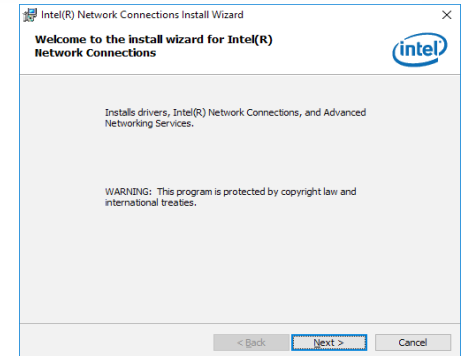 Intel(R) Network Connections Install Wizard
Welcome to the install wizard for Intel(R)
Network Connections
intel
Installs drivers, Intel(R) Network Connections, and Advanced
Networking Services.
WARNING: This program is protected by copyright law and
international treaties.
< Back
Next >
Cancel